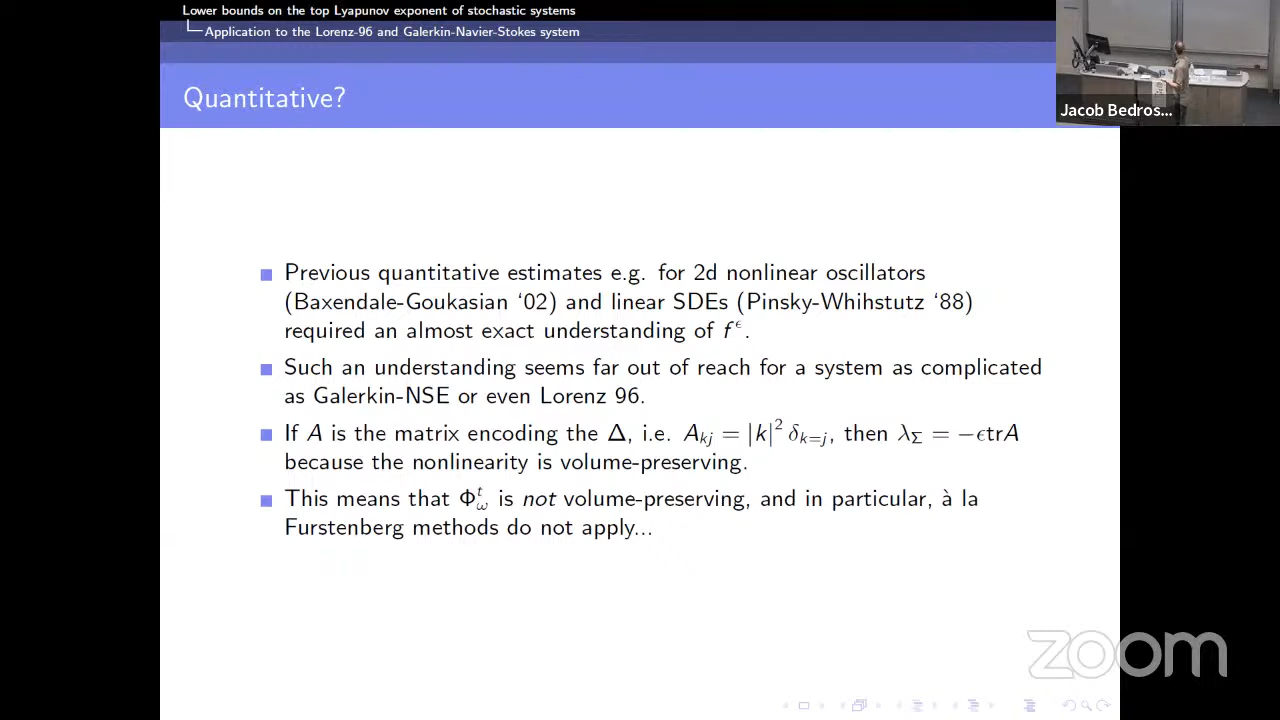 Lower bounds on the top Lyapunov exponent of stochastic systems
Application to the Lorenz-96 and Galerkin-Navier-Stokes system
Quantitative?
Jacob Bedros...
Previous quantitative estimates e.g. for 2d nonlinear oscillators
(Baxendale-Goukasian ‘02) and linear SDEs (Pinsky-Whihstutz ‘88)
required an almost exact understanding of f^ϵ.
Such an understanding seems far out of reach for a system as complicated
as Galerkin-NSE or even Lorenz 96.
If A is the matrix encoding the Δ, i.e. A_{kj} = |k|² δ_{k=j}, then λ_Σ = −ϵtrA
because the nonlinearity is volume-preserving.
This means that Φ^t_ω is not volume-preserving, and in particular, à la
Furstenberg methods do not apply...
zoom